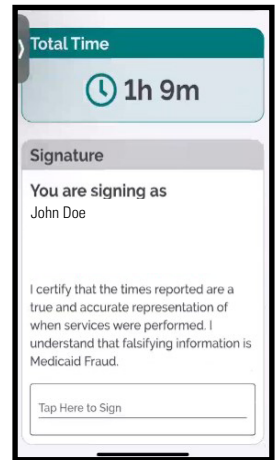 Total Time
1h 9m
Signature
You are signing as
John Doe
I certify that the times reported are a
true and accurate representation of
when services were performed. I
understand that falsifying information is
Medicaid Fraud.
Tap Here to Sign